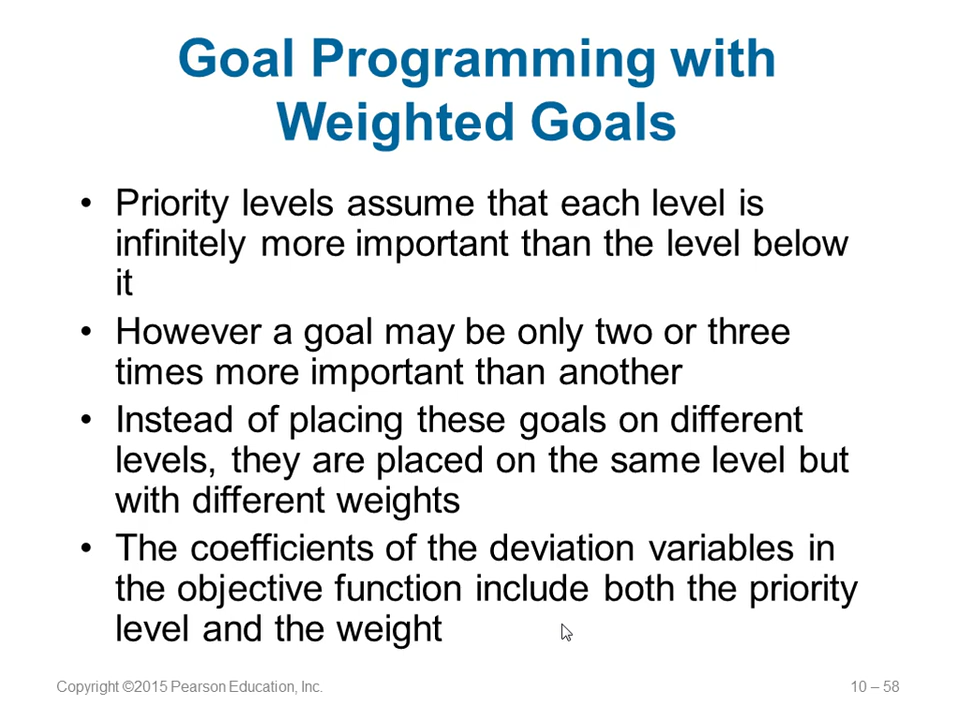 Goal Programming with
Weighted Goals
• Priority levels assume that each level is
infinitely more important than the level below
it
• However a goal may be only two or three
times more important than another
• Instead of placing these goals on different
levels, they are placed on the same level but
with different weights
• The coefficients of the deviation variables in
the objective function include both the priority
level and the weight
Copyright ©2015 Pearson Education, Inc.
10 – 58